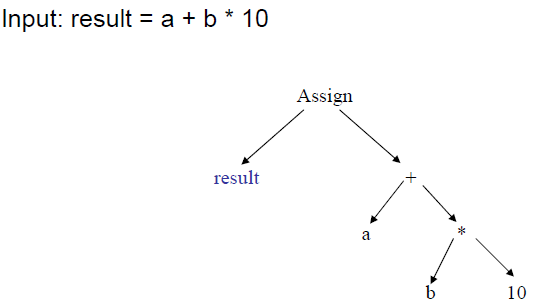 Input: result = a + b * 10
Assign
result
+
a
*
b
10